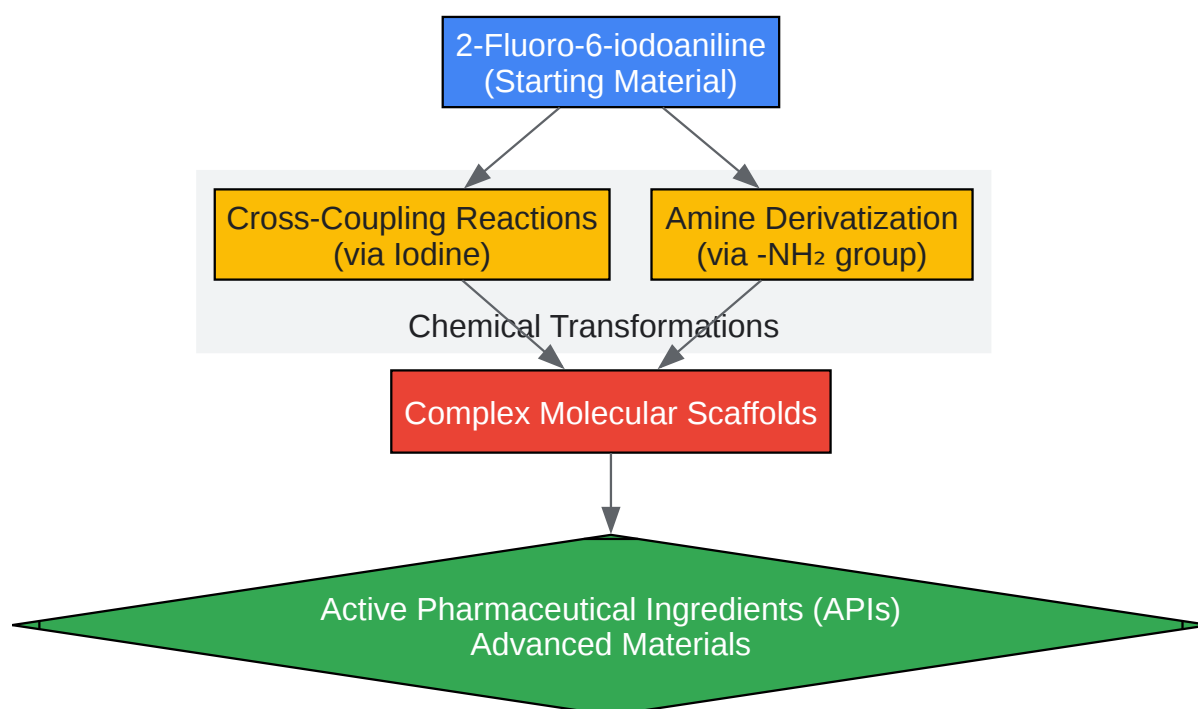 2-Fluoro-6-iodoaniline
(Starting Material)
Cross-Coupling Reactions
(via Iodine)
Amine Derivatization
(via -NH₂ group)
Chemical Transformations
Complex Molecular Scaffolds
Active Pharmaceutical Ingredients (APIs)
Advanced Materials